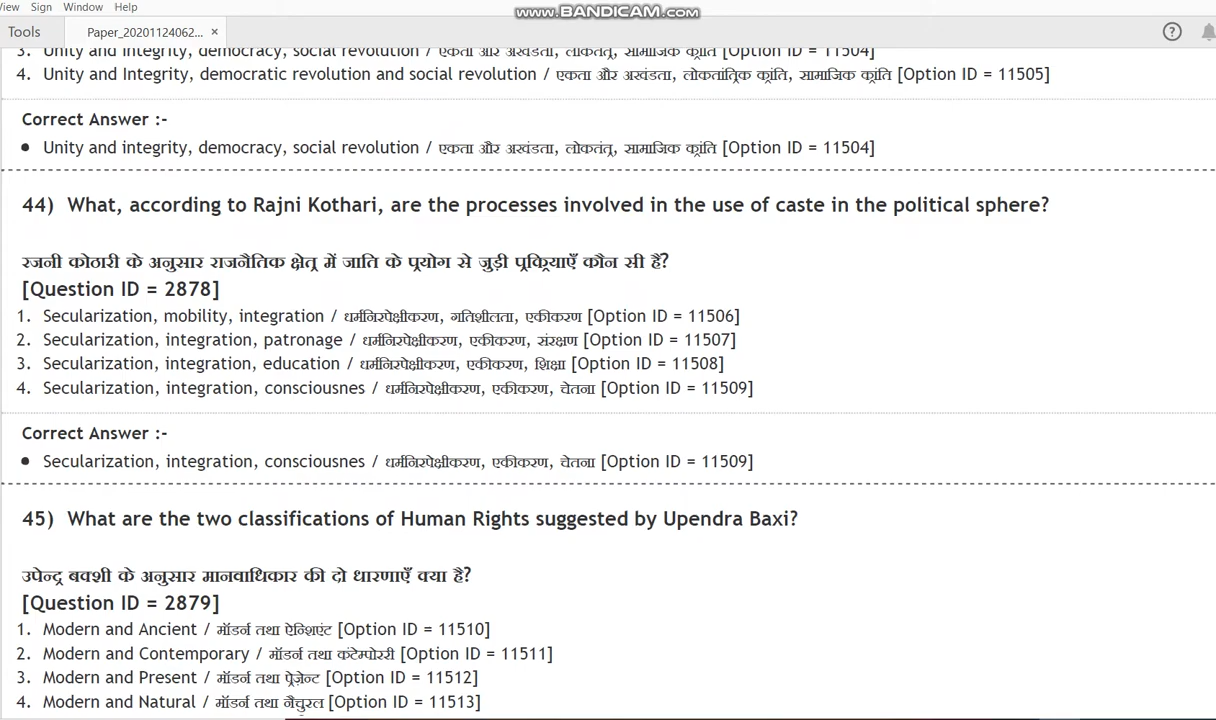 View Sign Window Help
www.BANDICAM.com
Tools Paper_20201124062... ×
3. Unity and integrity, democracy, social revolution / एकता और अखंडता, लोकतंत्र, सामाजिक क्रांति [Option ID = 11504]
4. Unity and Integrity, democratic revolution and social revolution / एकता और अखंडता, लोकतांत्रिक क्रांति, सामाजिक क्रांति [Option ID = 11505]
Correct Answer :-
• Unity and integrity, democracy, social revolution / एकता और अखंडता, लोकतंत्र, सामाजिक क्रांति [Option ID = 11504]
44) What, according to Rajni Kothari, are the processes involved in the use of caste in the political sphere?
रजनी कोठारी के अनुसार राजनैतिक क्षेत्र में जाति के प्रयोग से जुड़ी प्रक्रियाएँ कौन सी हैं?
[Question ID = 2878]
1. Secularization, mobility, integration / धर्मनिरपेक्षीकरण, गतिशीलता, एकीकरण [Option ID = 11506]
2. Secularization, integration, patronage / धर्मनिरपेक्षीकरण, एकीकरण, संरक्षण [Option ID = 11507]
3. Secularization, integration, education / धर्मनिरपेक्षीकरण, एकीकरण, शिक्षा [Option ID = 11508]
4. Secularization, integration, consciousnes / धर्मनिरपेक्षीकरण, एकीकरण, चेतना [Option ID = 11509]
Correct Answer :-
• Secularization, integration, consciousnes / धर्मनिरपेक्षीकरण, एकीकरण, चेतना [Option ID = 11509]
45) What are the two classifications of Human Rights suggested by Upendra Baxi?
उपेन्द्र बक्शी के अनुसार मानवाधिकार की दो धारणाएँ क्या है?
[Question ID = 2879]
1. Modern and Ancient / मॉडर्न तथा ऐन्शिएंट [Option ID = 11510]
2. Modern and Contemporary / मॉडर्न तथा कंटेम्पोररी [Option ID = 11511]
3. Modern and Present / मॉडर्न तथा प्रेज़ेन्ट [Option ID = 11512]
4. Modern and Natural / मॉडर्न तथा नैचुरल [Option ID = 11513]